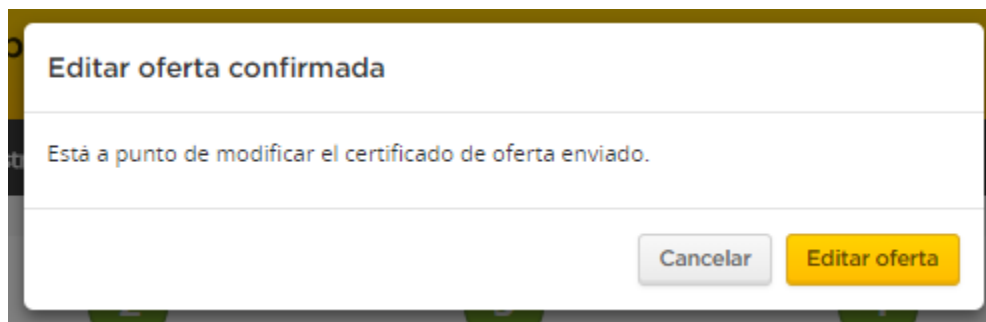 Editar oferta confirmada
Está a punto de modificar el certificado de oferta enviado.
Cancelar
Editar oferta